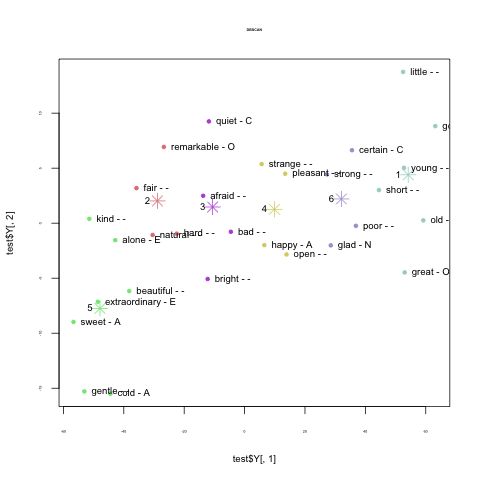 DBSCAN
little - -
go
quiet - C
remarkable - O
certain - C
strange - -
pleasant - -
strong - -
young - -
1
fair - -
short - -
2
afraid - -
3
4
6
kind - -
old - -
alone - E
natural - -
hard - -
bad - -
poor - -
happy - A
glad - N
open - -
bright - -
great - O
beautiful - -
extraordinary - E
5
sweet - A
gentle - -
cold - A
test$Y[, 2]
test$Y[, 1]